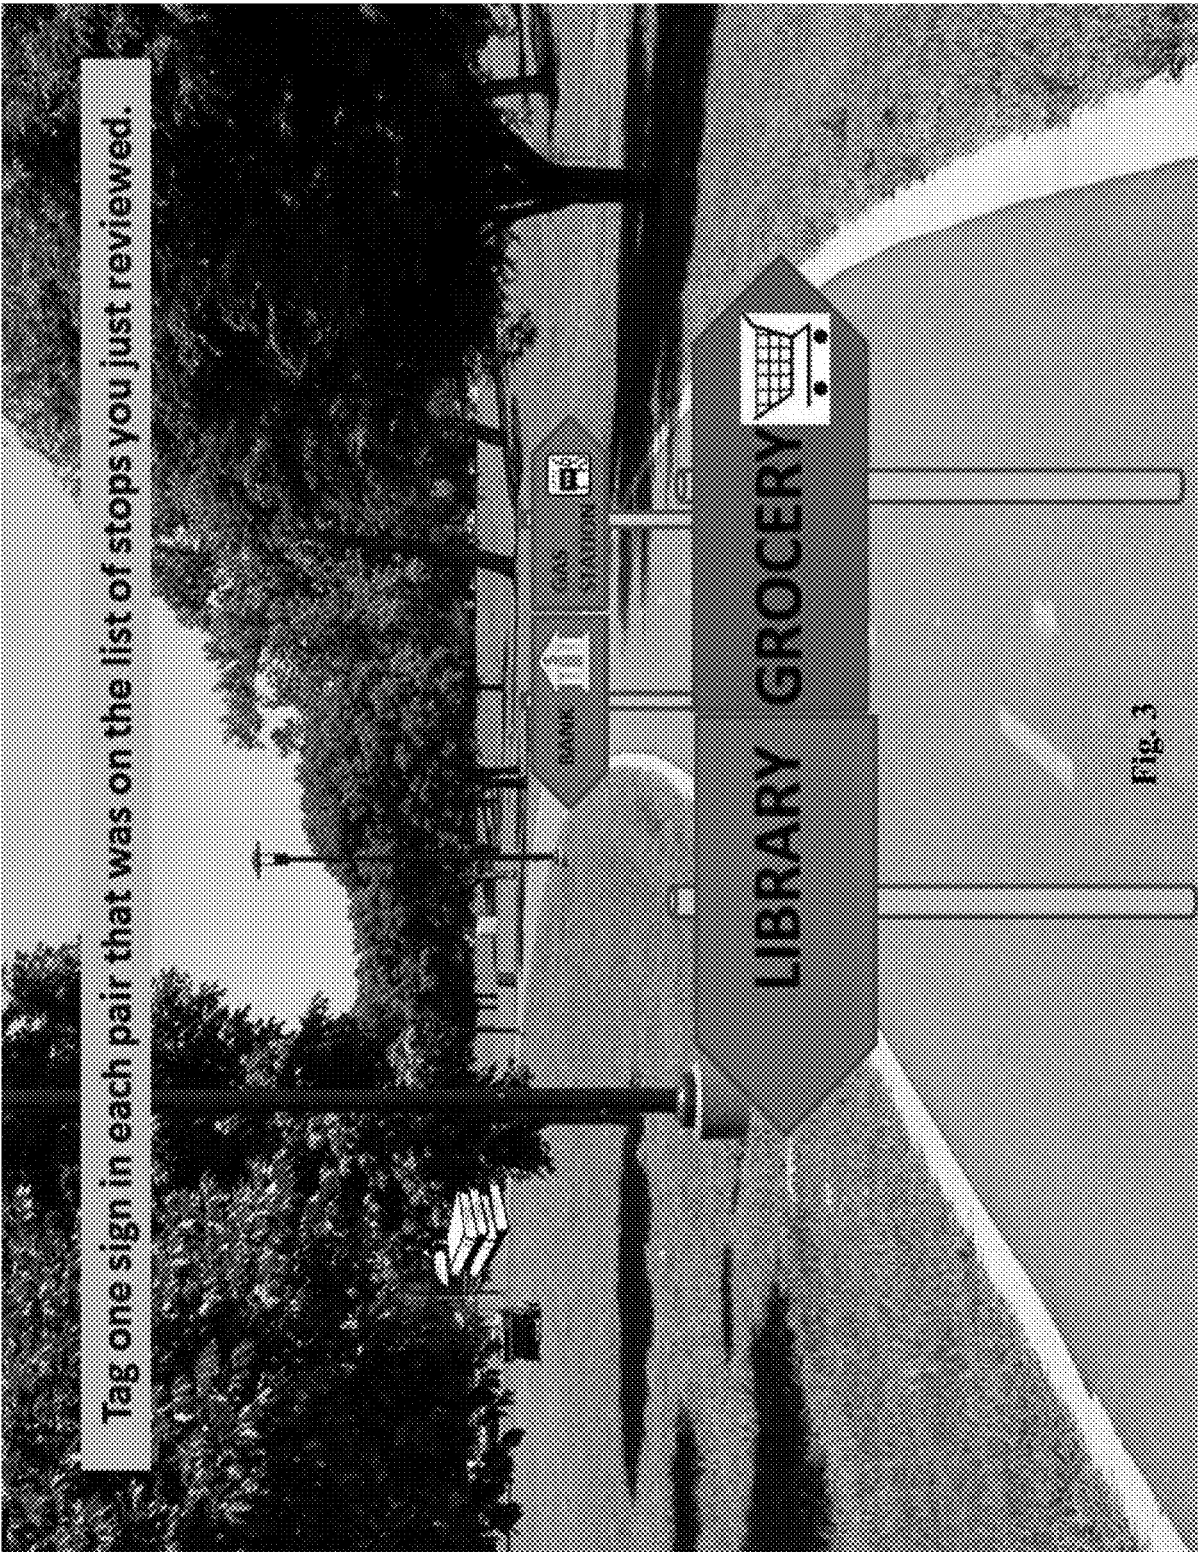 Tag one sign in each pair that was on the list of stops you just reviewed.
BANK
GAS
STATION
LIBRARY GROCERY
Fig. 3